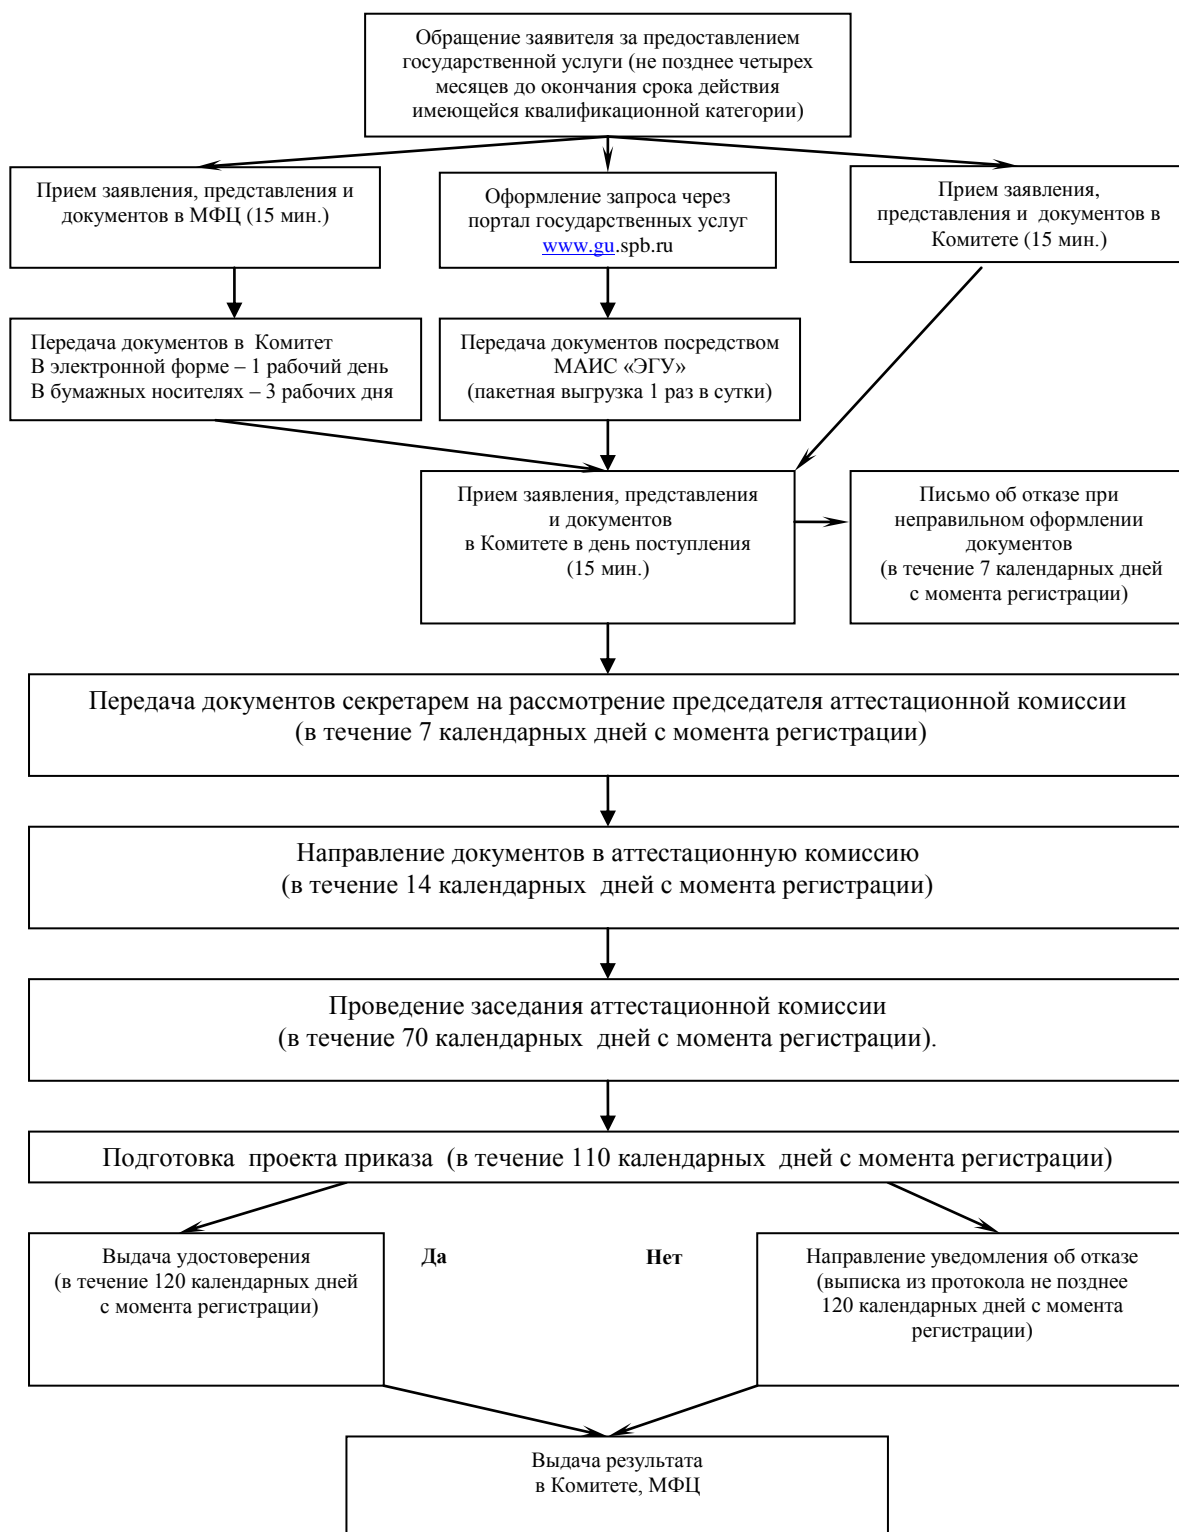 Обращение заявителя за предоставлением
государственной услуги (не позднее четырех
месяцев до окончания срока действия
имеющейся квалификационной категории)
Прием заявления, представления и
документов в МФЦ (15 мин.)
Оформление запроса через
портал государственных услуг
www.gu.spb.ru
Прием заявления,
представления и документов в
Комитете (15 мин.)
Передача документов в Комитет
В электронной форме – 1 рабочий день
В бумажных носителях – 3 рабочих дня
Передача документов посредством
МАИС «ЭГУ»
(пакетная выгрузка 1 раз в сутки)
Прием заявления, представления
и документов
в Комитете в день поступления
(15 мин.)
Письмо об отказе при
неправильном оформлении
документов
(в течение 7 календарных дней
с момента регистрации)
Передача документов секретарем на рассмотрение председателя аттестационной комиссии
(в течение 7 календарных дней с момента регистрации)
Направление документов в аттестационную комиссию
(в течение 14 календарных дней с момента регистрации)
Проведение заседания аттестационной комиссии
(в течение 70 календарных дней с момента регистрации).
Подготовка проекта приказа (в течение 110 календарных дней с момента регистрации)
Выдача удостоверения
(в течение 120 календарных дней
с момента регистрации)
Да
Нет
Направление уведомления об отказе
(выписка из протокола не позднее
120 календарных дней с момента
регистрации)
Выдача результата
в Комитете, МФЦ